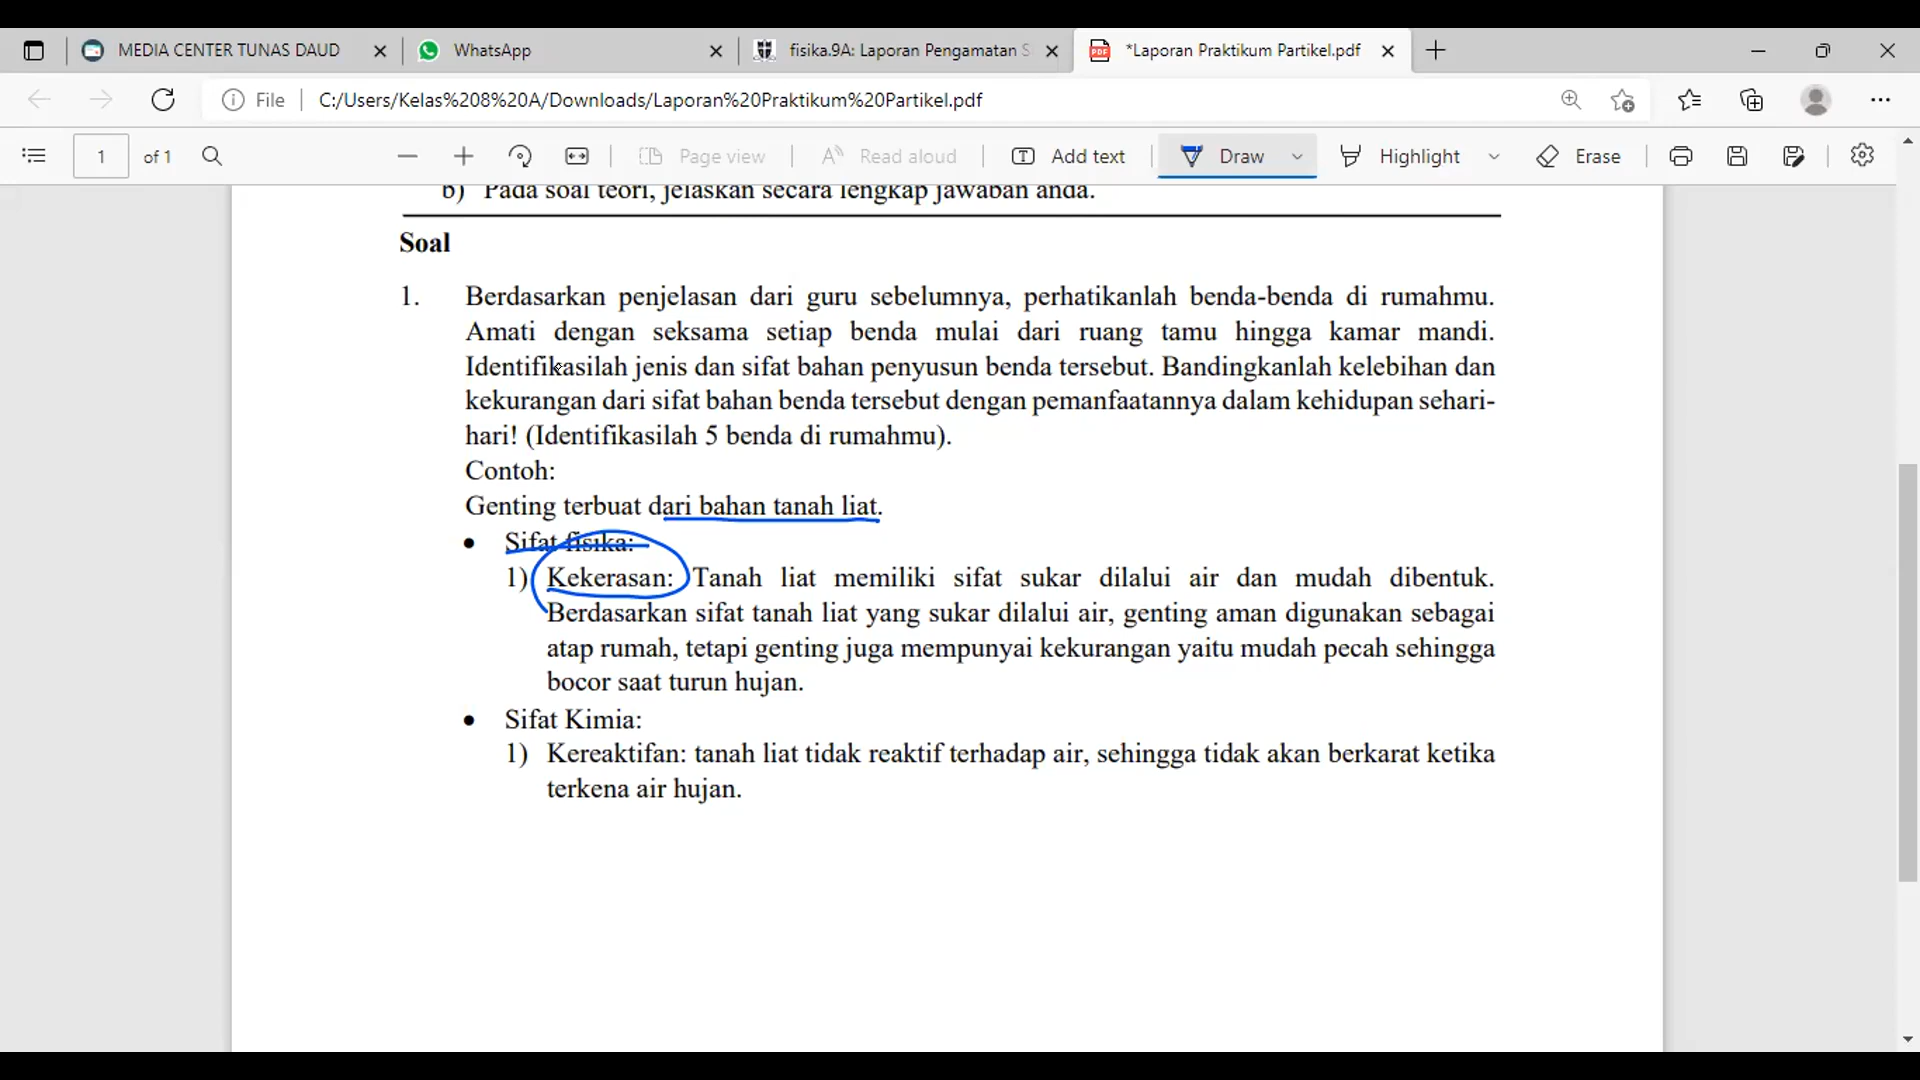 MEDIA CENTER TUNAS DAUD
WhatsApp
fisika.9A: Laporan Pengamatan S
*Laporan Praktikum Partikel.pdf
File
C:/Users/Kelas%208%20A/Downloads/Laporan%20Praktikum%20Partikel.pdf
1 of 1
Page view
Read aloud
Add text
Draw
Highlight
Erase
b) Pada soal teori, jelaskan secara lengkap jawaban anda.
Soal
1. Berdasarkan penjelasan dari guru sebelumnya, perhatikanlah benda-benda di rumahmu.
Amati dengan seksama setiap benda mulai dari ruang tamu hingga kamar mandi.
Identifikasilah jenis dan sifat bahan penyusun benda tersebut. Bandingkanlah kelebihan dan
kekurangan dari sifat bahan benda tersebut dengan pemanfaatannya dalam kehidupan sehari-
hari! (Identifikasilah 5 benda di rumahmu).
Contoh:
Genting terbuat dari bahan tanah liat.
• Sifat fisika:
1) Kekerasan: Tanah liat memiliki sifat sukar dilalui air dan mudah dibentuk.
Berdasarkan sifat tanah liat yang sukar dilalui air, genting aman digunakan sebagai
atap rumah, tetapi genting juga mempunyai kekurangan yaitu mudah pecah sehingga
bocor saat turun hujan.
• Sifat Kimia:
1) Kereaktifan: tanah liat tidak reaktif terhadap air, sehingga tidak akan berkarat ketika
terkena air hujan.